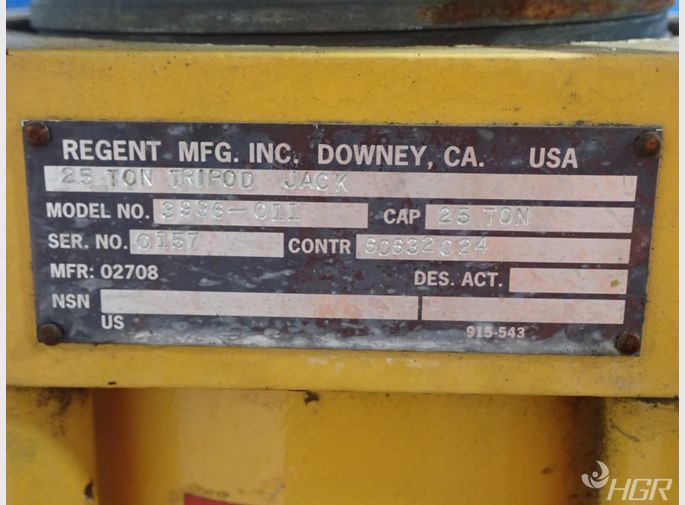 REGENT MFG. INC. DOWNEY, CA. USA
25 TON TRIPOD JACK
MODEL NO. 3936-011 CAP 25 TON
SER. NO. 0157 CONTR 60632024
MFR: 02708 DES. ACT.
NSN
US 915-543
HGR